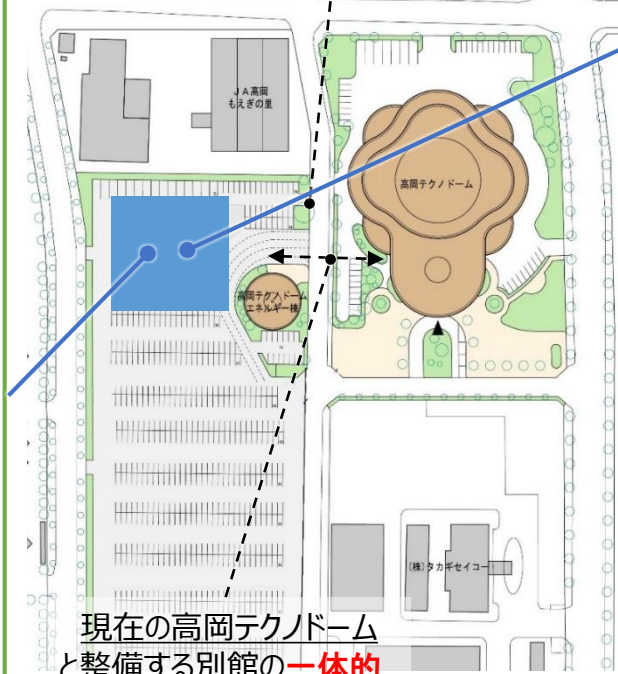 JA高岡
もえぎの里
高岡テクノドーム
高岡テクノドーム
エネルギー棟
(株)タカギセイコー
現在の高岡テクノドーム
と整備する別館の一体的